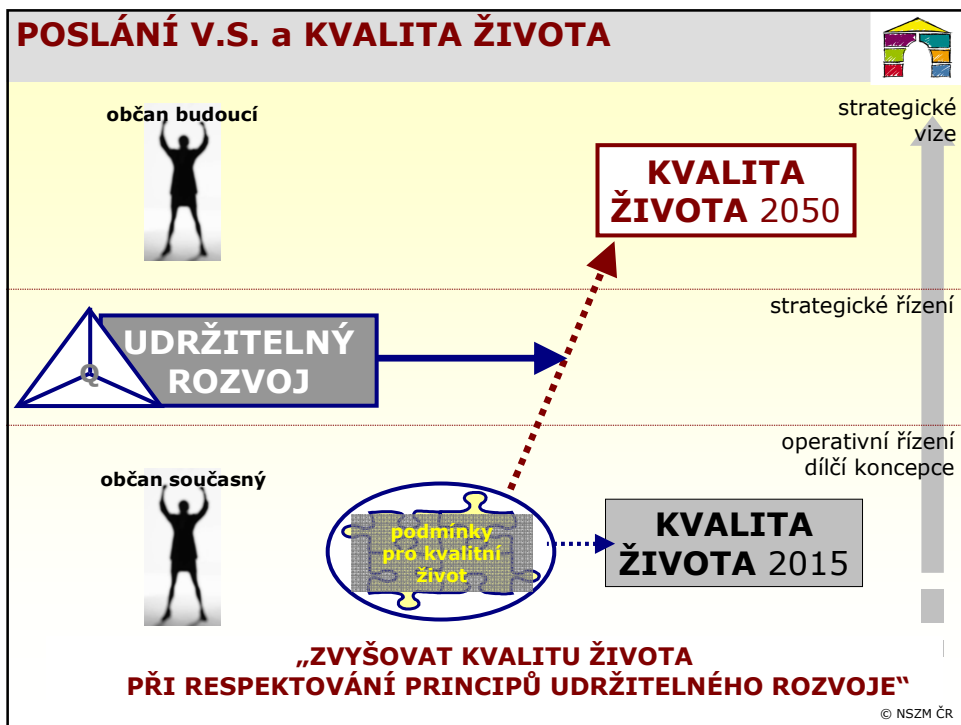 POSLÁNÍ V.S. a KVALITA ŽIVOTA
občan budoucí
strategické
vize
KVALITA
ŽIVOTA 2050
strategické řízení
UDRŽITELNÝ
ROZVOJ
Q
operativní řízení
dílčí koncepce
občan současný
podmínky
pro kvalitní
život
KVALITA
ŽIVOTA 2015
„ZVYŠOVAT KVALITU ŽIVOTA
PŘI RESPEKTOVÁNÍ PRINCIPŮ UDRŽITELNÉHO ROZVOJE“
© NSZM ČR